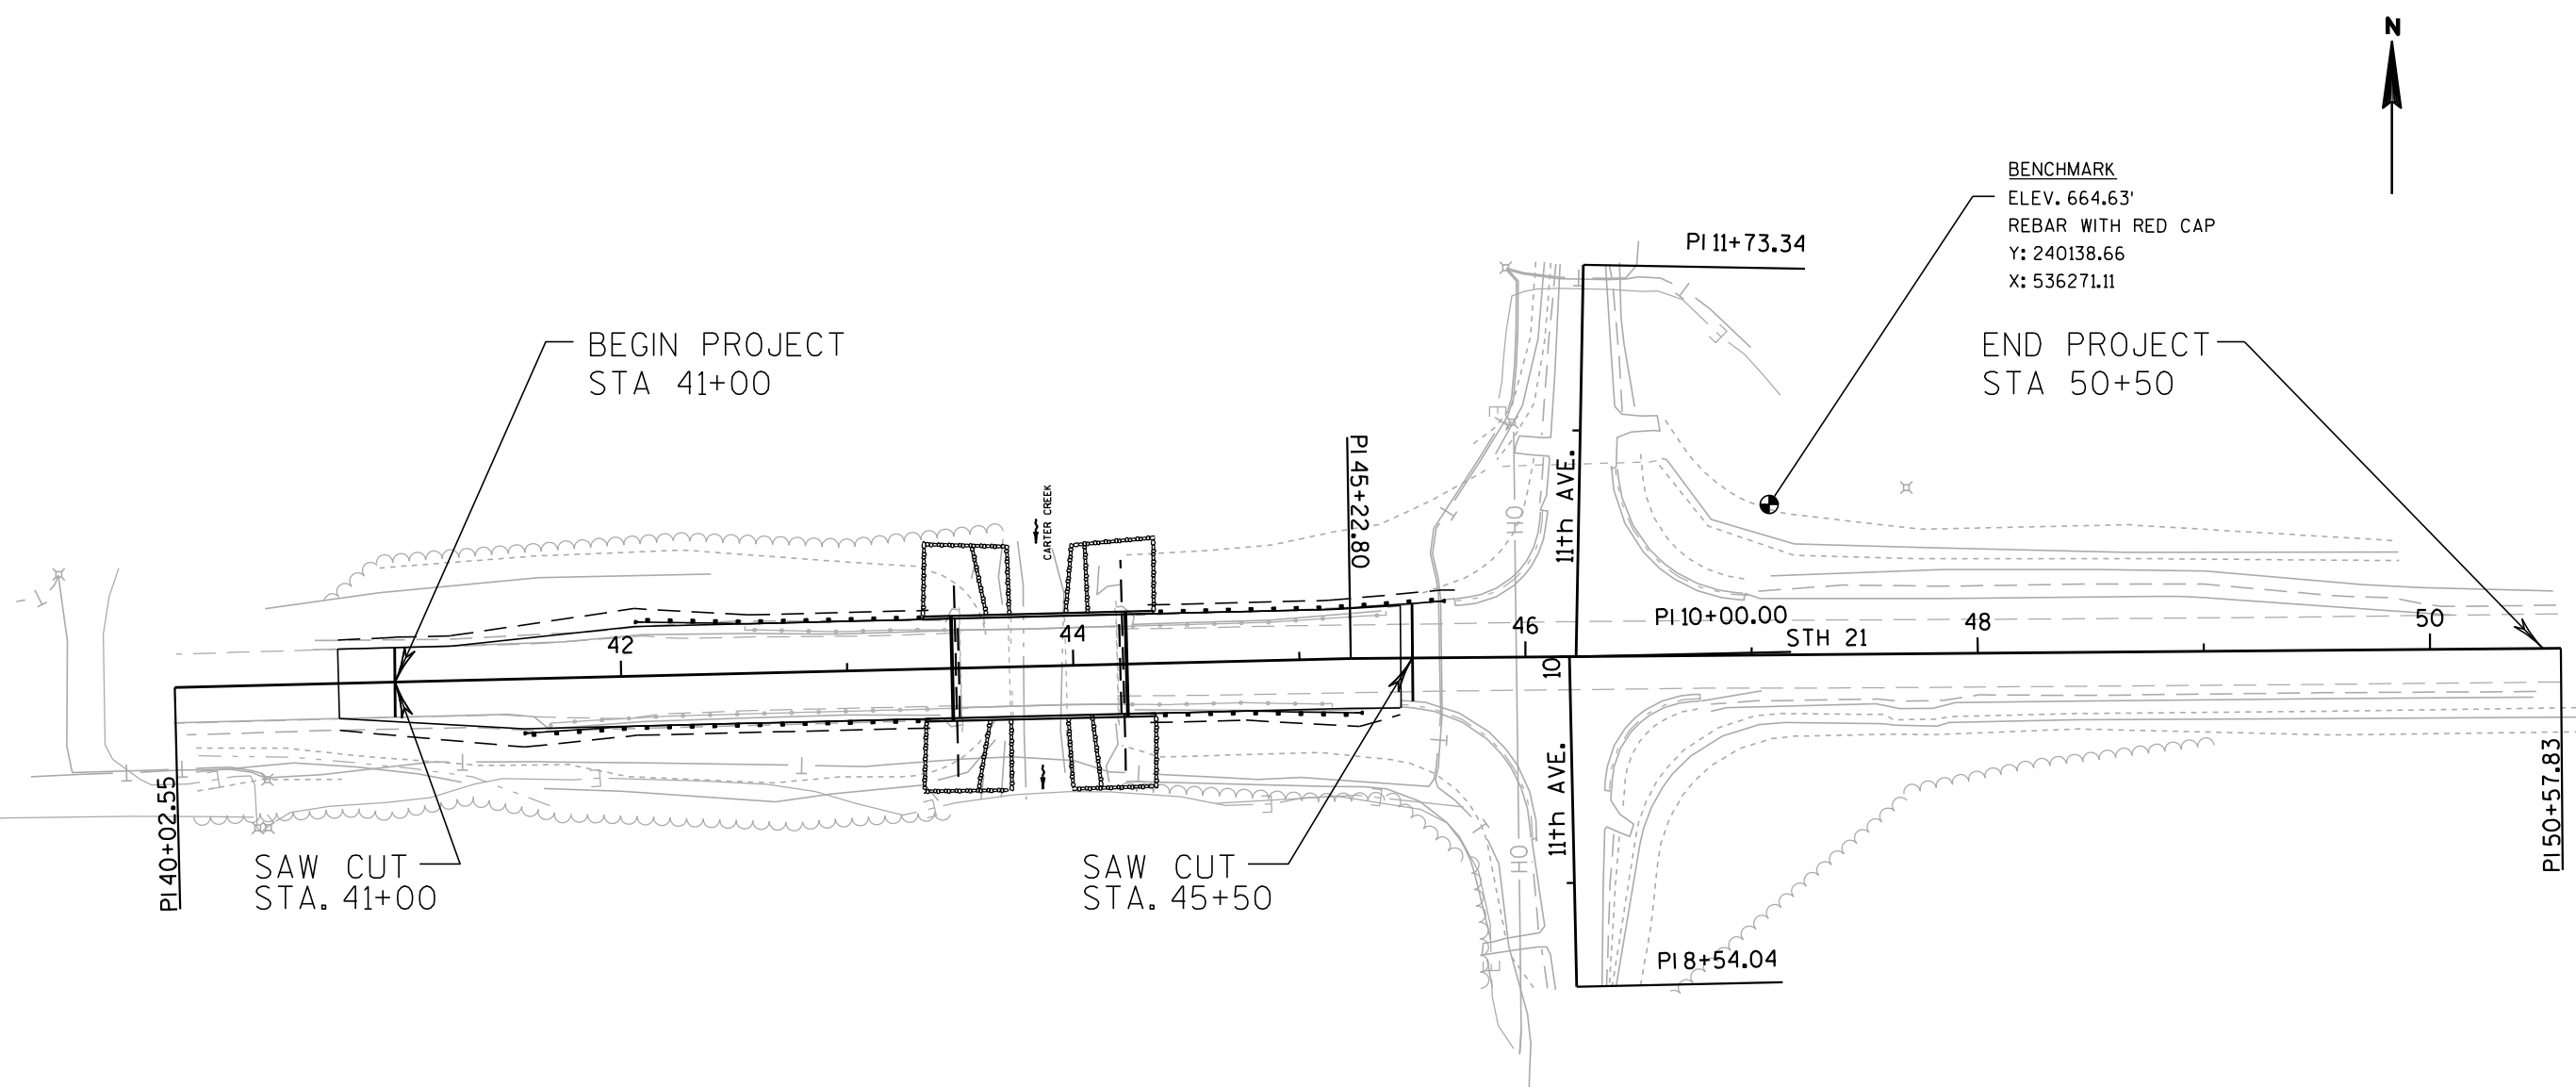 N
BENCHMARK
ELEV. 664.63'
REBAR WITH RED CAP
Y: 240138.66
X: 536271.11
PI 11+73.34
BEGIN PROJECT
STA 41+00
END PROJECT
STA 50+50
PI 45+22.80
11th AVE.
CARTER CREEK
E
OH
PI 10+00.00
STH 21
42
44
46
48
50
10
11th AVE.
OH
PI 40+02.55
PI 50+57.83
SAW CUT
STA. 41+00
SAW CUT
STA. 45+50
PI 8+54.04